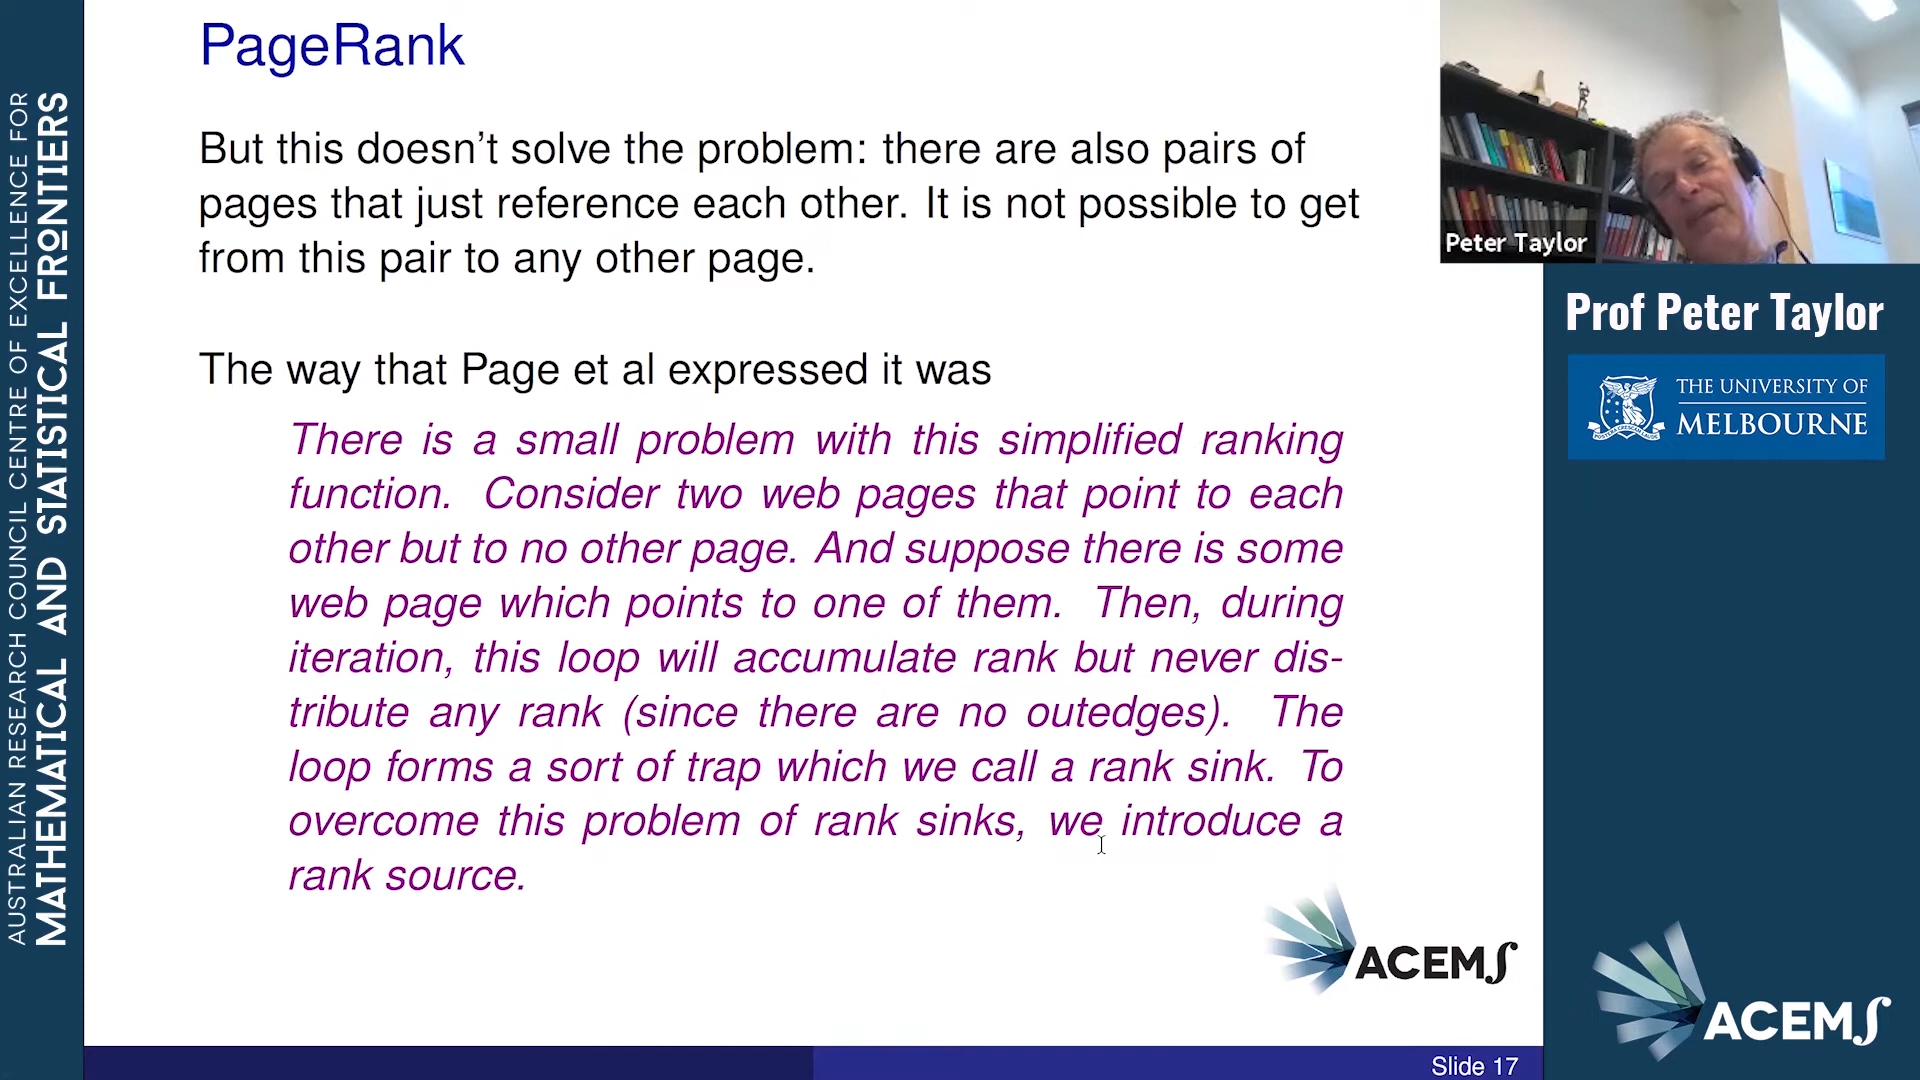 AUSTRALIAN RESEARCH COUNCIL CENTRE OF EXCELLENCE FOR
MATHEMATICAL AND STATISTICAL FRONTIERS
PageRank
But this doesn't solve the problem: there are also pairs of
pages that just reference each other. It is not possible to get
from this pair to any other page.
The way that Page et al expressed it was
There is a small problem with this simplified ranking
function. Consider two web pages that point to each
other but to no other page. And suppose there is some
web page which points to one of them. Then, during
iteration, this loop will accumulate rank but never dis-
tribute any rank (since there are no outedges). The
loop forms a sort of trap which we call a rank sink. To
overcome this problem of rank sinks, we introduce a
rank source.
ACEMS
Slide 17
Peter Taylor
Prof Peter Taylor
THE UNIVERSITY OF
MELBOURNE
ACEMS